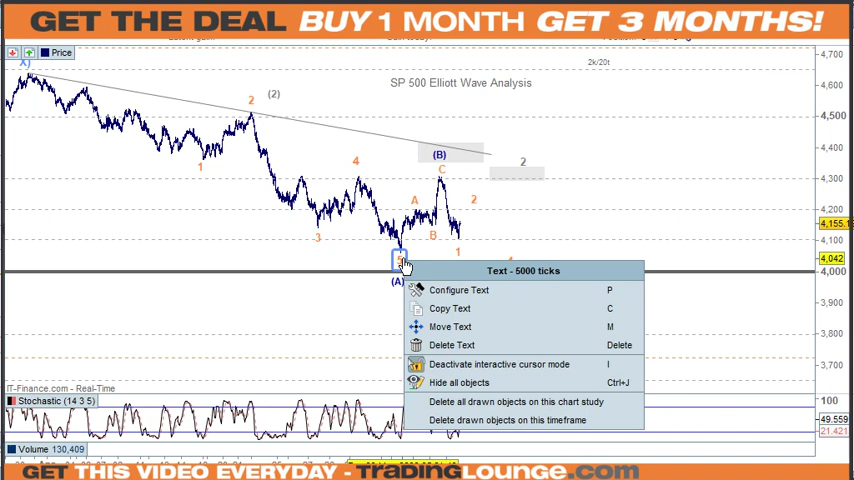 GET THE DEAL BUY 1 MONTH GET 3 MONTHS!
Price
4,700
X)
2k/20t
SP 500 Elliott Wave Analysis
4,600
2
(2)
4,500
4,400
(B)
2
4
C
1
4,300
A
2
4,200
3
B
4,155.1
4,100
1
5
4,042
4,000
(A)
Text - 5000 ticks
Configure Text P
Copy Text C
Move Text M
Delete Text Delete
Deactivate interactive cursor mode I
Hide all objects Ctrl+J
Delete all drawn objects on this chart study
Delete drawn objects on this timeframe
3,900
3,800
3,700
IT-Finance.com - Real-Time
Stochastic (14 3 5)
100
49.559
21.421
Volume 130,409
GET THIS VIDEO EVERYDAY - TradingLounge.com